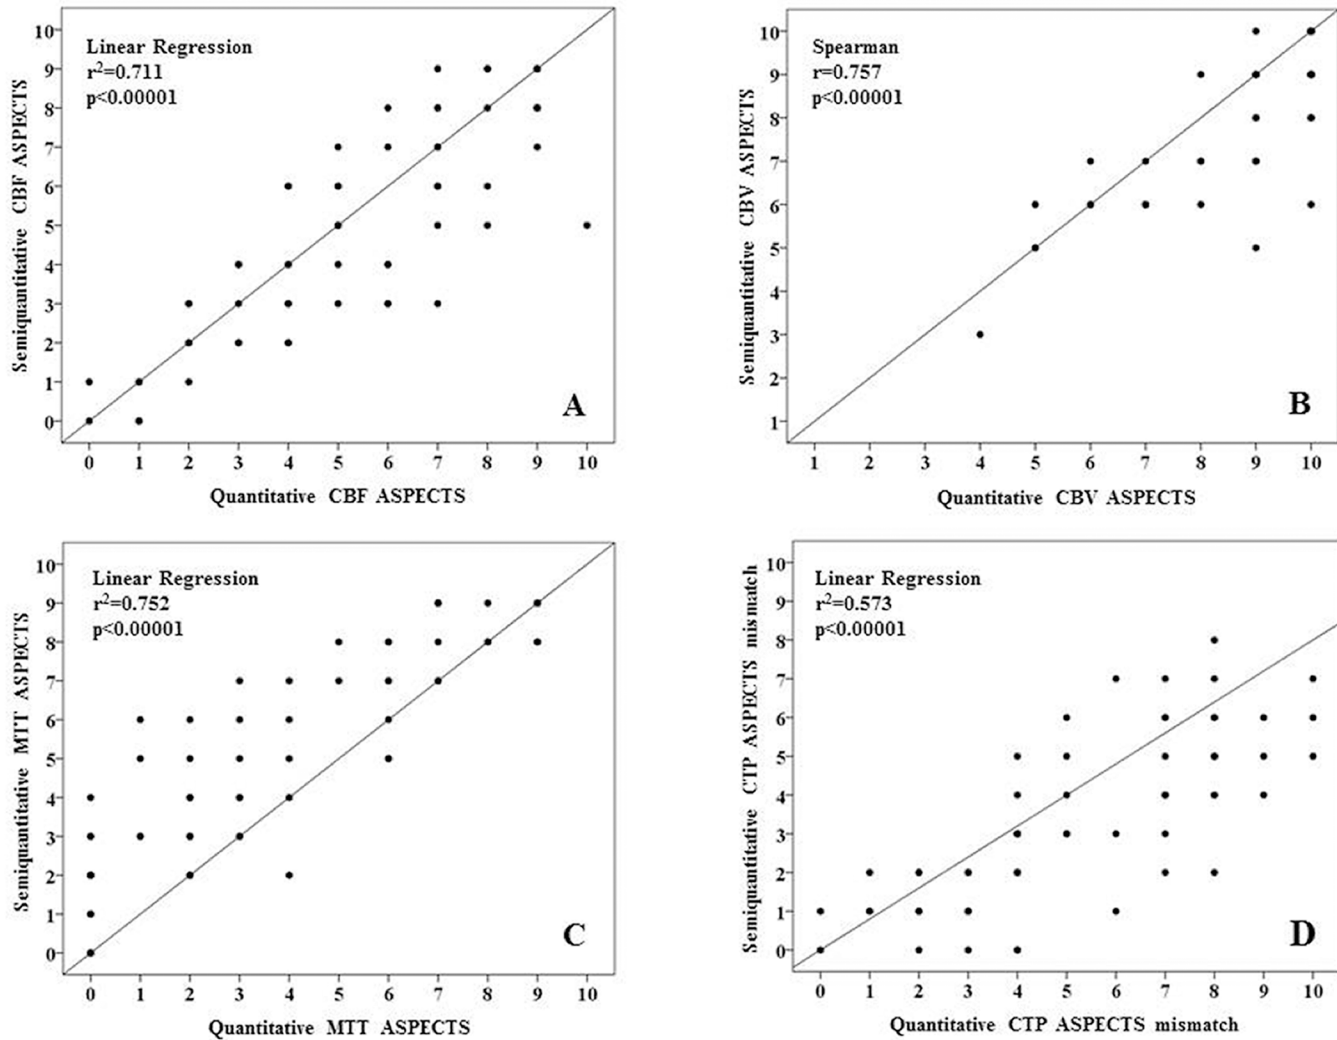 Linear Regression
r²=0.711
p<0.00001
Semiquantitative CBF ASPECTS
10
9
8
7
6
5
4
3
2
1
0
A
0 1 2 3 4 5 6 7 8 9 10
Quantitative CBF ASPECTS
Spearman
r=0.757
p<0.00001
Semiquantitative CBV ASPECTS
10
9
8
7
6
5
4
3
2
1
B
1 2 3 4 5 6 7 8 9 10
Quantitative CBV ASPECTS
Linear Regression
r²=0.752
p<0.00001
Semiquantitative MTT ASPECTS
10
9
8
7
6
5
4
3
2
1
0
C
0 1 2 3 4 5 6 7 8 9 10
Quantitative MTT ASPECTS
Linear Regression
r²=0.573
p<0.00001
Semiquantitative CTP ASPECTS mismatch
10
9
8
7
6
5
4
3
2
1
0
D
0 1 2 3 4 5 6 7 8 9 10
Quantitative CTP ASPECTS mismatch